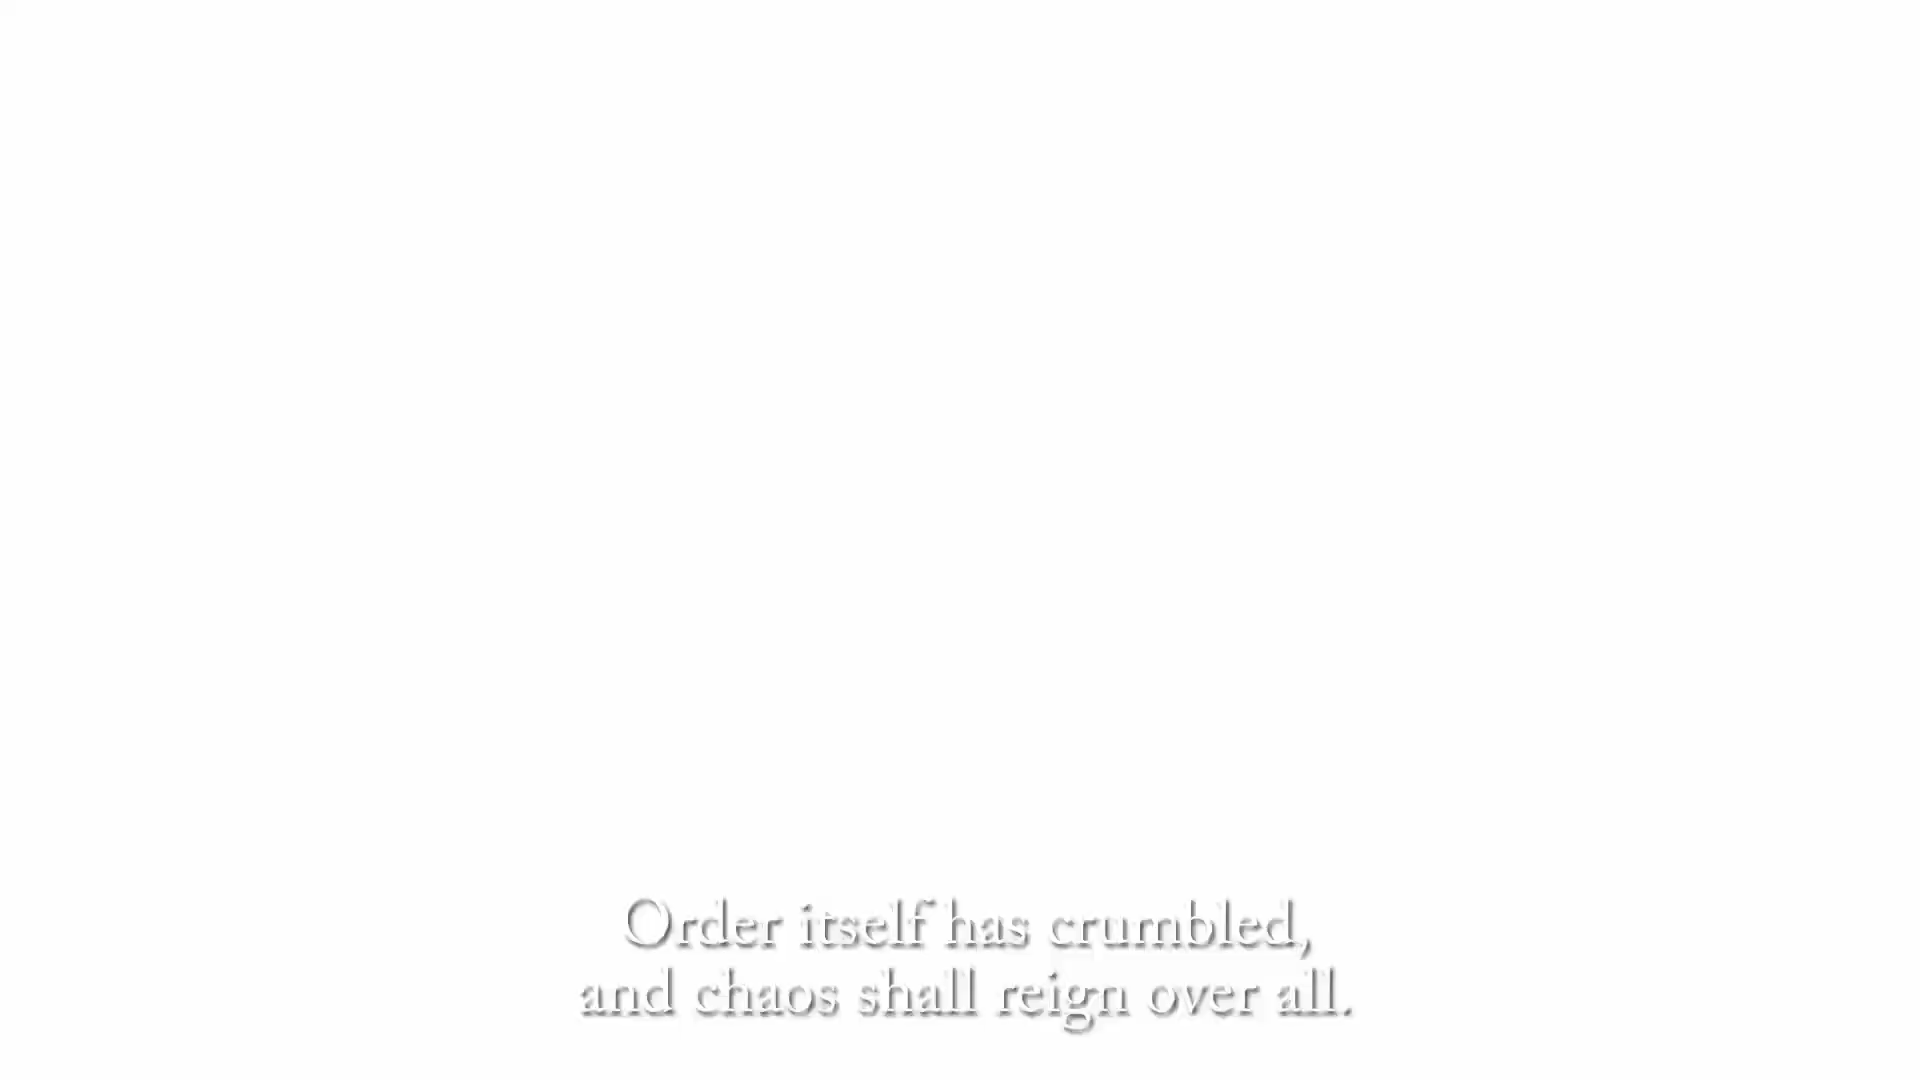 Order itself has crumbled,
and chaos shall reign over all.